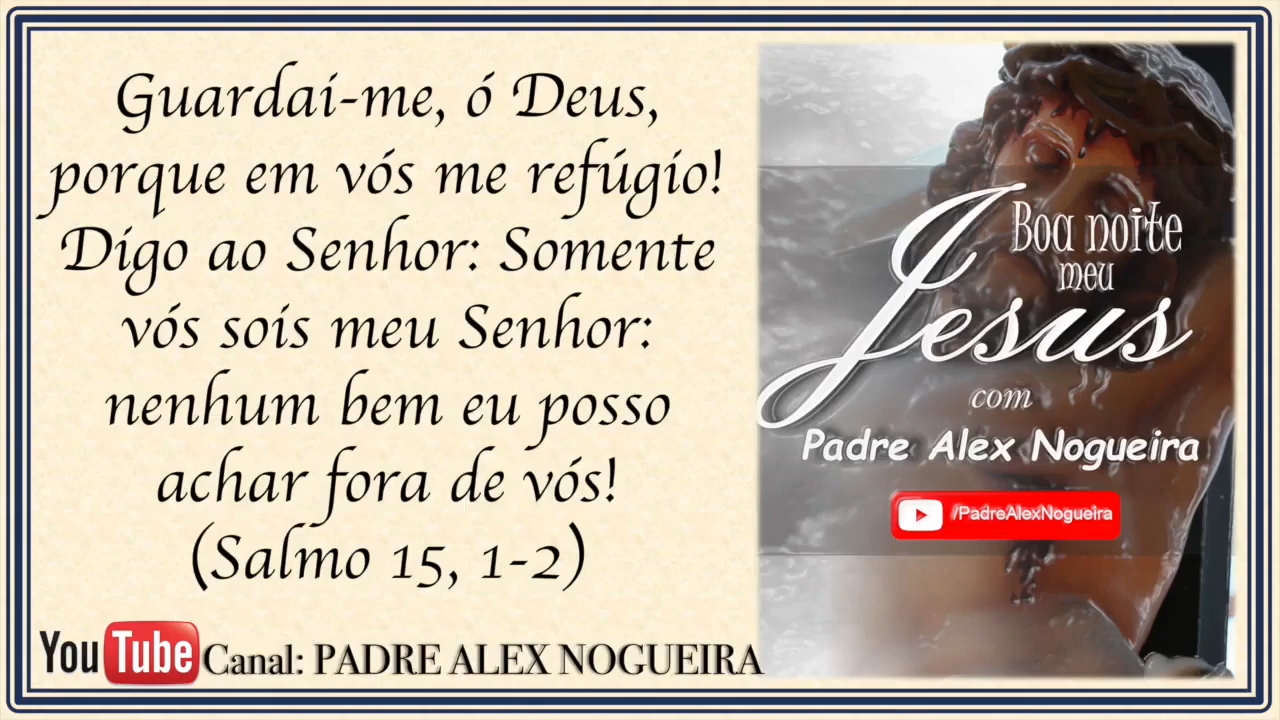 Guardai-me, ó Deus,
porque em vós me refúgio!
Digo ao Senhor: Somente
vós sois meu Senhor:
nenhum bem eu posso
achar fora de vós!
(Salmo 15, 1-2)
YouTube Canal: PADRE ALEX NOGUEIRA
Boa noite
meu
Jesus
com
Padre Alex Nogueira
/PadreAlexNogueira